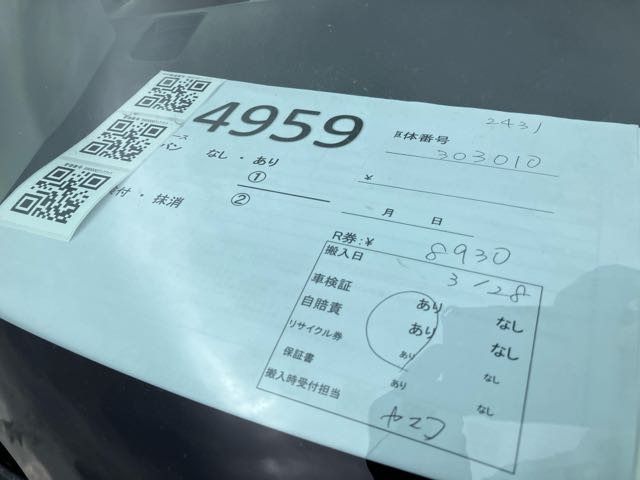 4959
2431
車体番号 303010
ース
バン
なし・あり
¥
①
付・抹消 ②
月 日
R券:¥ 8930
搬入日 3/28
車検証 あり なし
自賠責 あり なし
リサイクル券 あり なし
保証書 あり なし
搬入時受付担当